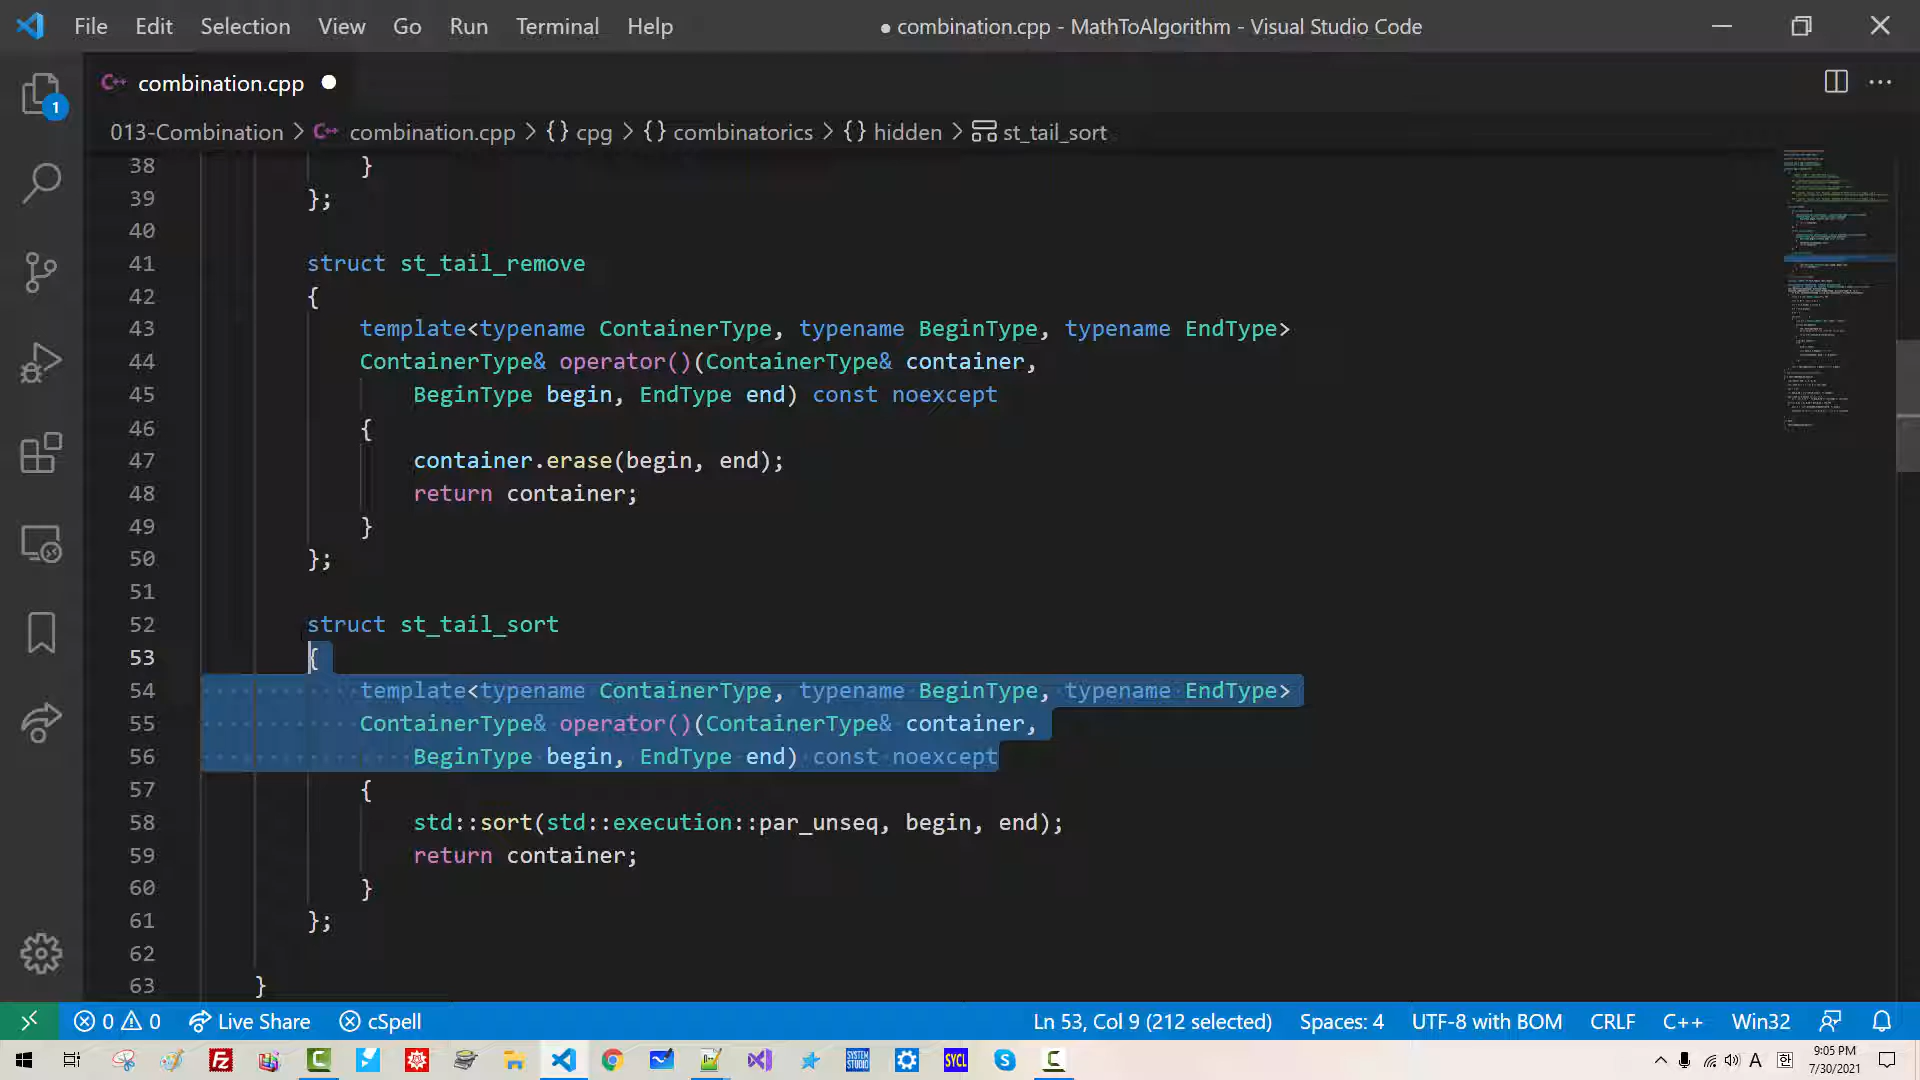 File Edit Selection View Go Run Terminal Help
● combination.cpp - MathToAlgorithm - Visual Studio Code
C++ combination.cpp
1
013-Combination > C++ combination.cpp > {} cpg > {} combinatorics > {} hidden > st_tail_sort
38 }
39 };
40
41 struct st_tail_remove
42 {
43 template<typename ContainerType, typename BeginType, typename EndType>
44 ContainerType& operator()(ContainerType& container,
45 BeginType begin, EndType end) const noexcept
46 {
47 container.erase(begin, end);
48 return container;
49 }
50 };
51
52 struct st_tail_sort
53 {
54 template<typename ContainerType, typename BeginType, typename EndType>
55 ContainerType& operator()(ContainerType& container,
56 BeginType begin, EndType end) const noexcept
57 {
58 std::sort(std::execution::par_unseq, begin, end);
59 return container;
60 }
61 };
62
63 }
0 0 Live Share cSpell Ln 53, Col 9 (212 selected) Spaces: 4 UTF-8 with BOM CRLF C++ Win32
SYSTEM STUDIO SYCL A 한 9:05 PM
7/30/2021